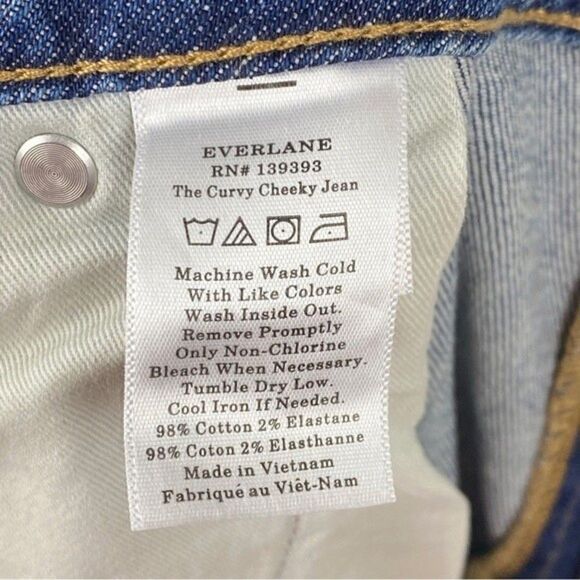 EVERLANE
RN# 139393
The Curvy Cheeky Jean
Machine Wash Cold
With Like Colors
Wash Inside Out.
Remove Promptly
Only Non-Chlorine
Bleach When Necessary.
Tumble Dry Low.
Cool Iron If Needed.
98% Cotton 2% Elastane
98% Coton 2% Elasthanne
Made in Vietnam
Fabriqué au Viêt-Nam